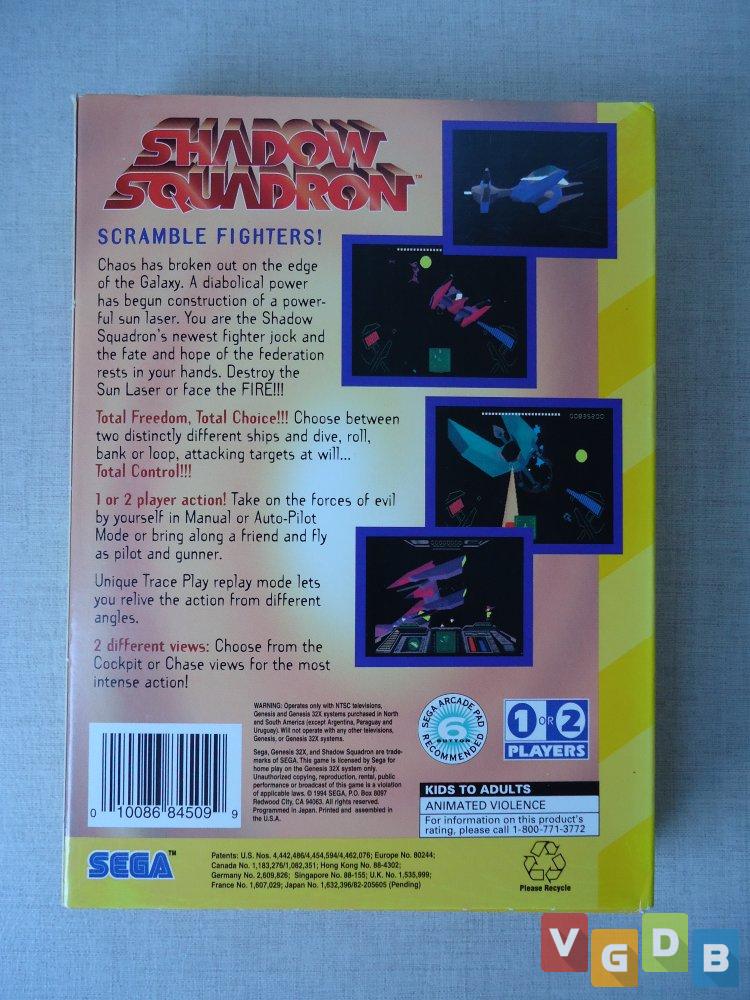 SHADOW
SQUADRON™
SCRAMBLE FIGHTERS!
Chaos has broken out on the edge
of the Galaxy. A diabolical power
has begun construction of a power-
ful sun laser. You are the Shadow
Squadron's newest fighter jock and
the fate and hope of the federation
rests in your hands. Destroy the
Sun Laser or face the FIRE!!!
Total Freedom, Total Choice!!! Choose between
two distinctly different ships and dive, roll,
bank or loop, attacking targets at will...
Total Control!!!
1 or 2 player action! Take on the forces of evil
by yourself in Manual or Auto-Pilot
Mode or bring along a friend and fly
as pilot and gunner.
Unique Trace Play replay mode lets
you relive the action from different
angles.
2 different views: Choose from the
Cockpit or Chase views for the most
intense action!
WARNING: Operates only with NTSC televisions,
Genesis and Genesis 32X systems purchased in North
and South America (except Argentina, Paraguay and
Uruguay). Will not operate with any other televisions,
Genesis, or Genesis 32X systems.
Sega, Genesis 32X, and Shadow Squadron are trade-
marks of SEGA. This game is licensed by Sega for
home play on the Genesis 32X system only.
Unauthorized copying, reproduction, rental, public
performance or broadcast of this game is a violation
of applicable laws. © 1994 SEGA, P.O. Box 8097
Redwood City, CA 94063. All rights reserved.
Programmed in Japan. Printed and assembled in
the U.S.A.
SEGA ARCADE PAD
6
BUTTON
RECOMMENDED
1 OR 2
PLAYERS
KIDS TO ADULTS
ANIMATED VIOLENCE
For information on this product's
rating, please call 1-800-771-3772
0 10086 84509 9
SEGA™
Patents: U.S. Nos. 4,442,486/4,454,594/4,462,076; Europe No. 80244;
Canada No. 1,183,276/1,082,351; Hong Kong No. 88-4302;
Germany No. 2,609,826; Singapore No. 88-155; U.K. No. 1,535,999;
France No. 1,607,029; Japan No. 1,632,396/82-205605 (Pending)
Please Recycle
VGDB